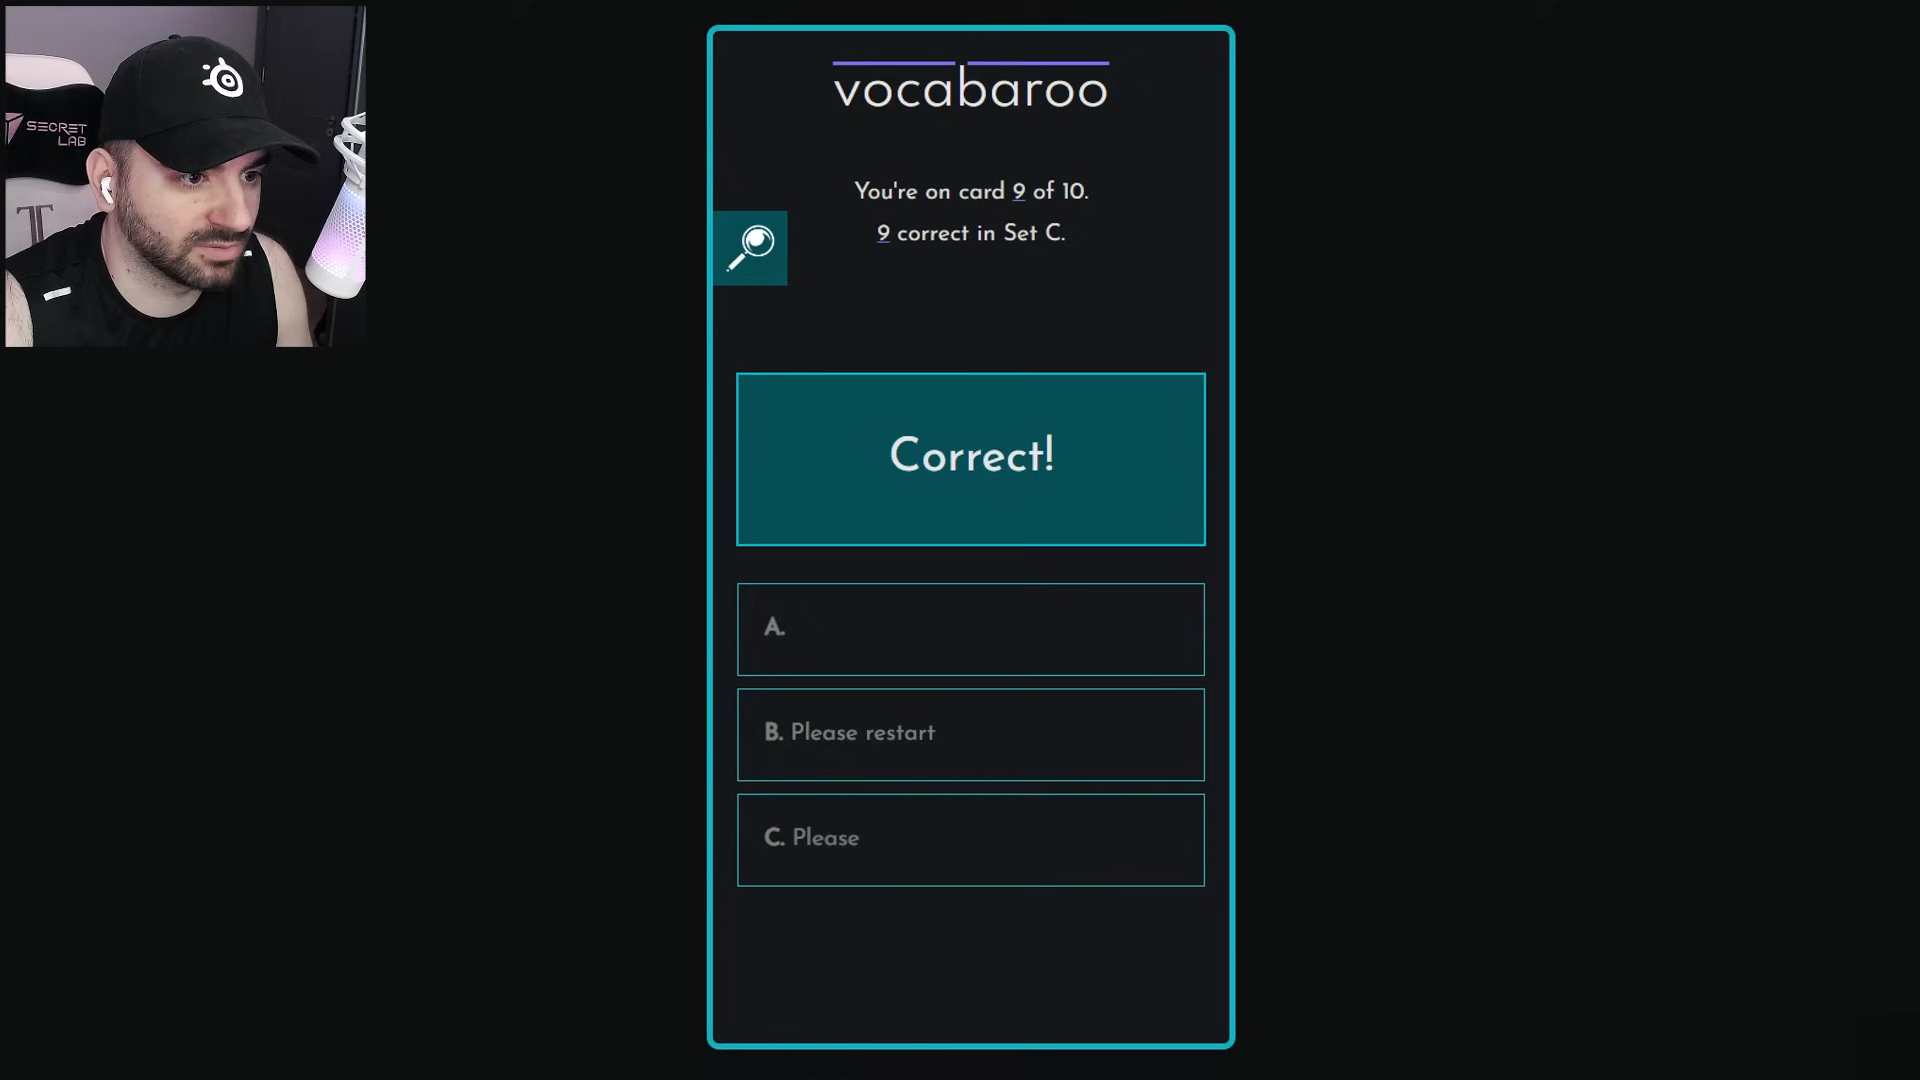 SECRET
LAB
vocabaroo
You're on card 9 of 10.
9 correct in Set C.
Correct!
A.
B. Please restart
C. Please